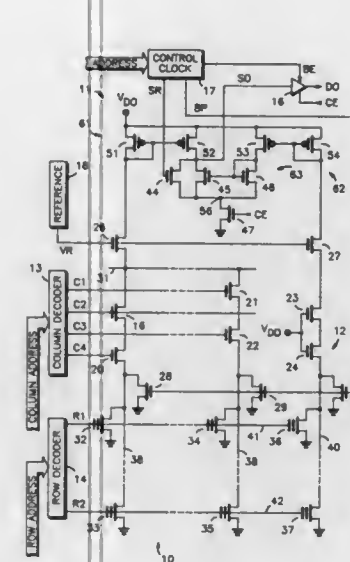 ADDRESS
CONTROL CLOCK
17
BE
SR
SP
SO
16
DO
CE
11
61
VDO
51
52
53
54
44
45
48
63
62
56
CE
47
REFERENCE
18
VR
26
27
31
13
COLUMN DECODER
COLUMN ADDRESS
C1
C2
C3
C4
21
16
22
20
23
VDO
24
12
28
29
R1
32
34
41
36
38
38
40
ROW DECODER
14
ROW ADDRESS
R2
33
35
42
37
10